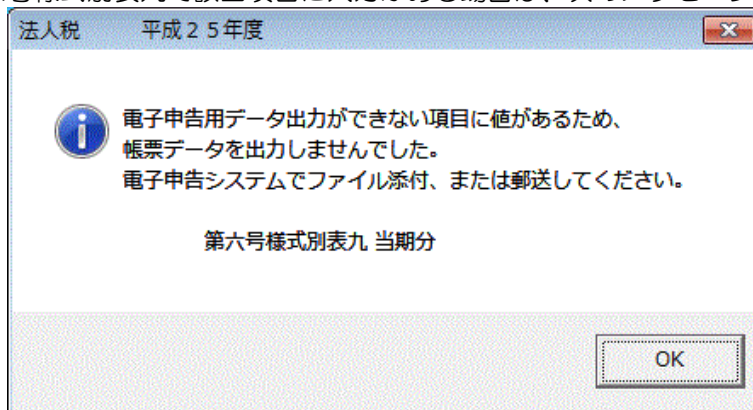 法人税 平成25年度
電子申告用データ出力ができない項目に値があるため、
帳票データを出力しませんでした。
電子申告システムでファイル添付、または郵送してください。
第六号様式別表九 当期分
OK